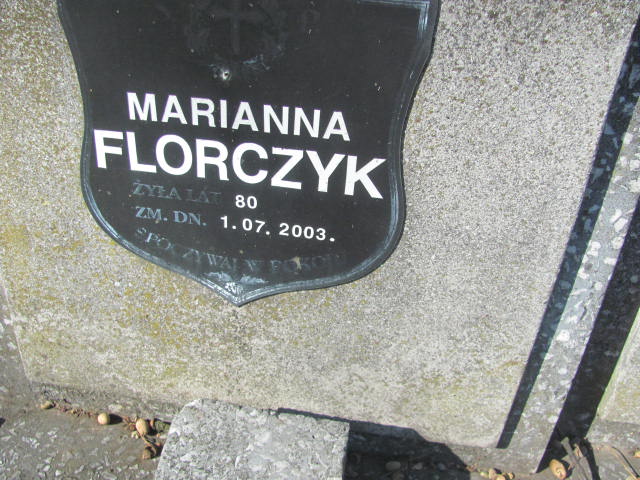 MARIANNA
FLORCZYK
ŻYŁA LAT 80
ZM. DN. 1.07.2003.
SPOCZYWAJ W POKOJU